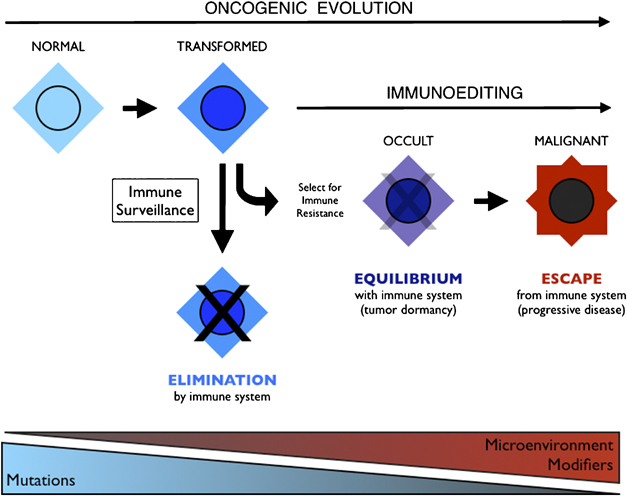 ONCOGENIC EVOLUTION
NORMAL
TRANSFORMED
IMMUNOEDITING
OCCULT
MALIGNANT
Immune
Surveillance
Select for
Immune
Resistance
EQUILIBRIUM
with immune system
(tumor dormancy)
ESCAPE
from immune system
(progressive disease)
ELIMINATION
by immune system
Microenvironment
Modifiers
Mutations